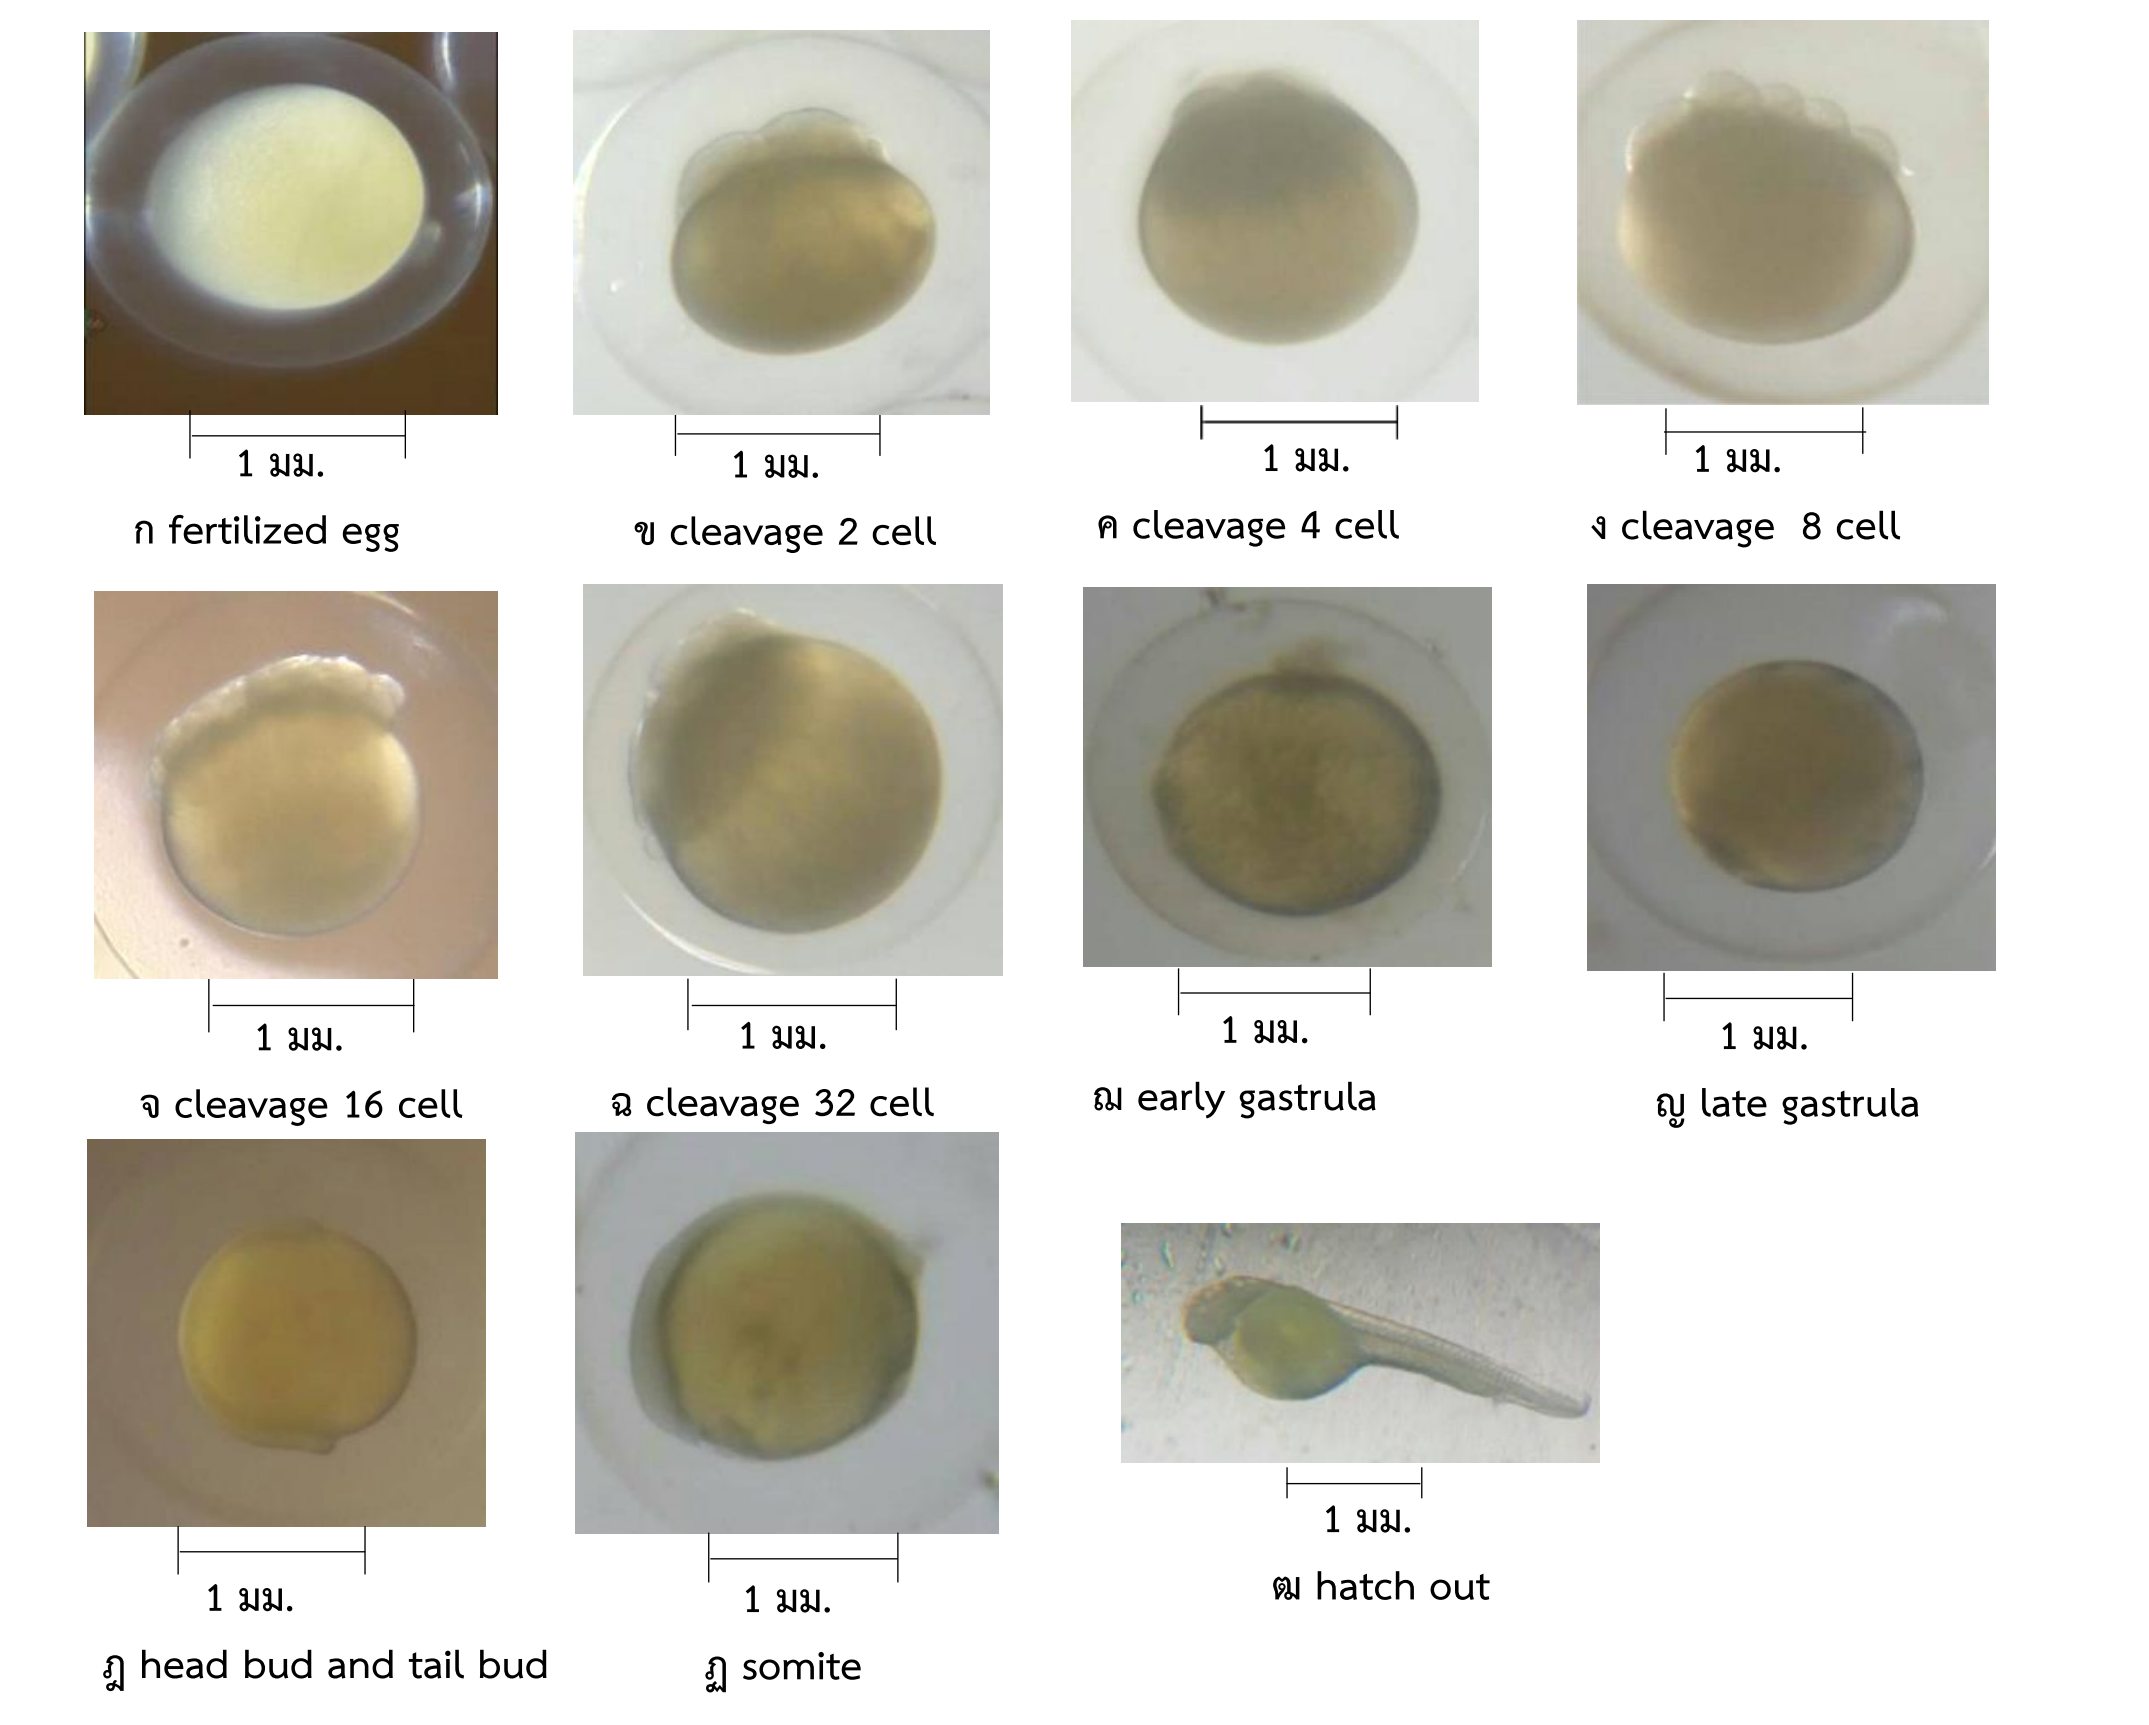 1 มม.
1 มม.
1 มม.
1 มม.
ก fertilized egg
ข cleavage 2 cell
ค cleavage 4 cell
ง cleavage 8 cell
1 มม.
1 มม.
1 มม.
1 มม.
จ cleavage 16 cell
ฉ cleavage 32 cell
ฌ early gastrula
ญ late gastrula
1 มม.
1 มม.
1 มม.
ฎ head bud and tail bud
ฏ somite
ฒ hatch out